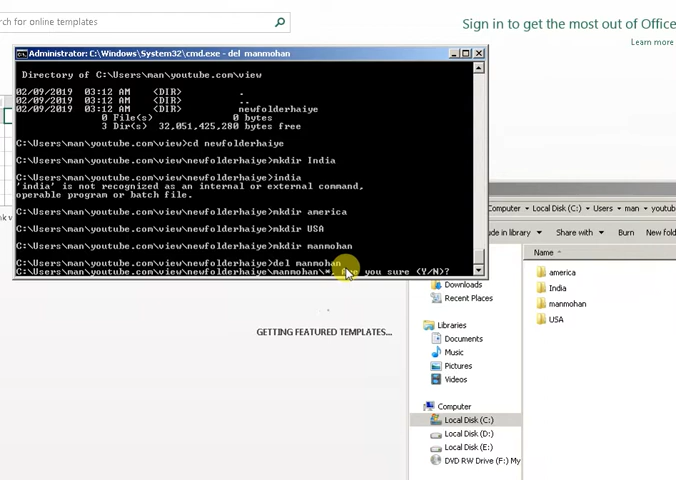 rch for online templates
Sign in to get the most out of Office
Learn more
Administrator: C:\Windows\System32\cmd.exe - del manmohan
Directory of C:\Users\man\youtube.com\view
02/09/2019 03:12 AM <DIR> .
02/09/2019 03:12 AM <DIR> ..
02/09/2019 03:12 AM <DIR> newfolderhaiye
0 File(s) 0 bytes
3 Dir(s) 32,051,425,280 bytes free
C:\Users\man\youtube.com\view>cd newfolderhaiye
C:\Users\man\youtube.com\view\newfolderhaiye>mkdir India
C:\Users\man\youtube.com\view\newfolderhaiye>india
'india' is not recognized as an internal or external command,
operable program or batch file.
C:\Users\man\youtube.com\view\newfolderhaiye>mkdir america
C:\Users\man\youtube.com\view\newfolderhaiye>mkdir USA
C:\Users\man\youtube.com\view\newfolderhaiye>mkdir manmohan
C:\Users\man\youtube.com\view\newfolderhaiye>del manmohan
C:\Users\man\youtube.com\view\newfolderhaiye\manmohan\*, Are you sure (Y/N)?
GETTING FEATURED TEMPLATES...
Computer ▸ Local Disk (C:) ▸ Users ▸ man ▸ youtub
de in library Share with Burn New folder
Name
america
India
manmohan
USA
Downloads
Recent Places
Libraries
Documents
Music
Pictures
Videos
Computer
Local Disk (C:)
Local Disk (D:)
Local Disk (E:)
DVD RW Drive (F:) My